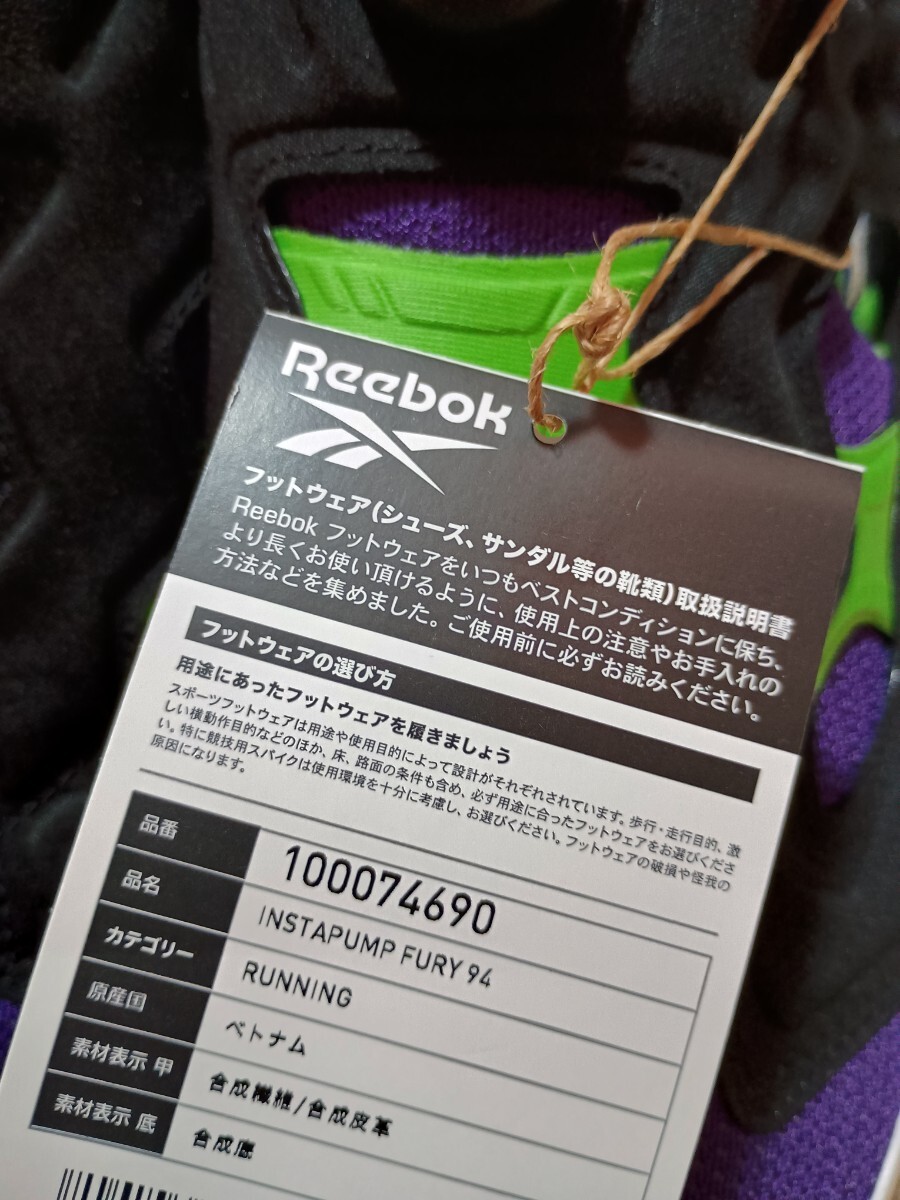 Reebok
フットウェア(シューズ、サンダル等の靴類)取扱説明書
Reebok フットウェアをいつもベストコンディションに保ち、
より長くお使い頂けるように、使用上の注意やお手入れの
方法などを集めました。ご使用前に必ずお読みください。
フットウェアの選び方
用途にあったフットウェアを履きましょう
スポーツフットウェアは用途や使用目的によって設計がそれぞれされています。歩行・走行目的、激
しい横動作目的などのほか、床、路面の条件も含め、必ず用途に合ったフットウェアをお選びくださ
い。特に競技用スパイクは使用環境を十分に考慮し、お選びください。フットウェアの破損や怪我の
原因になります。
品番 100074690
品名 INSTAPUMP FURY 94
カテゴリー RUNNING
原産国 ベトナム
素材表示 甲 合成繊維/合成皮革
素材表示 底 合成底